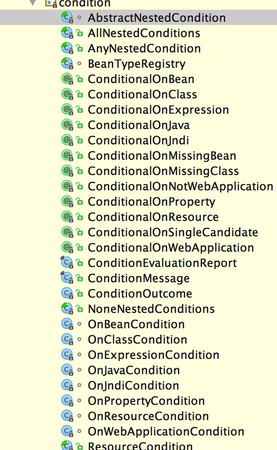 condition
AbstractNestedCondition
AllNestedConditions
AnyNestedCondition
BeanTypeRegistry
ConditionalOnBean
ConditionalOnClass
ConditionalOnExpression
ConditionalOnJava
ConditionalOnJndi
ConditionalOnMissingBean
ConditionalOnMissingClass
ConditionalOnNotWebApplication
ConditionalOnProperty
ConditionalOnResource
ConditionalOnSingleCandidate
ConditionalOnWebApplication
ConditionEvaluationReport
ConditionMessage
ConditionOutcome
NoneNestedConditions
OnBeanCondition
OnClassCondition
OnExpressionCondition
OnJavaCondition
OnJndiCondition
OnPropertyCondition
OnResourceCondition
OnWebApplicationCondition
ResourceCondition